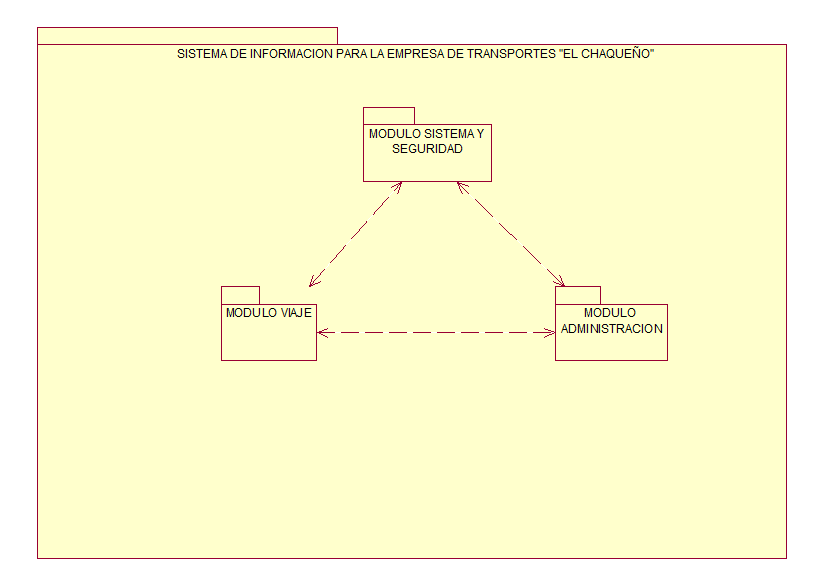 SISTEMA DE INFORMACION PARA LA EMPRESA DE TRANSPORTES "EL CHAQUEÑO"
MODULO SISTEMA Y
SEGURIDAD
MODULO VIAJE
MODULO
ADMINISTRACION